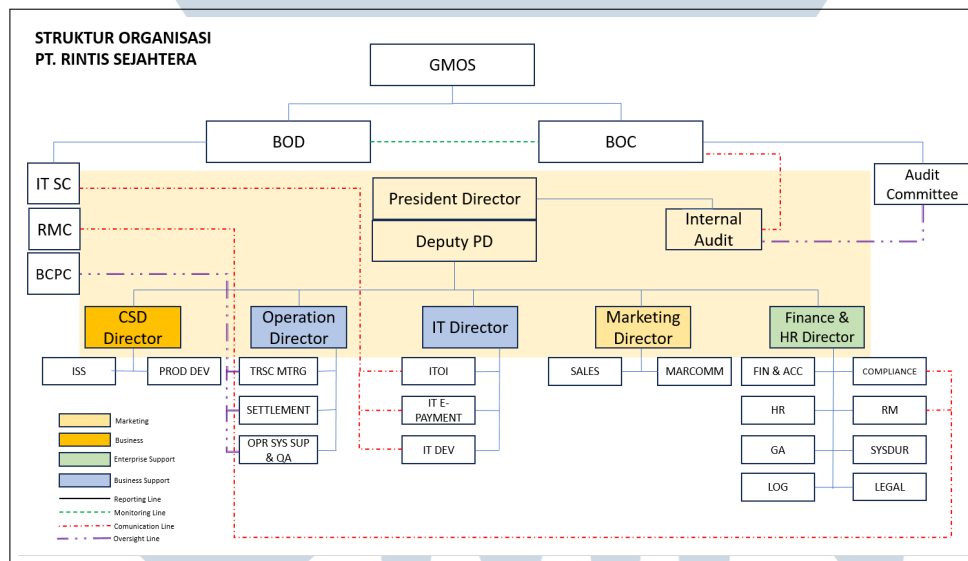 STRUKTUR ORGANISASI
PT. RINTIS SEJAHTERA
GMOS
BOD
BOC
IT SC
RMC
BCPC
Audit
Committee
President Director
Deputy PD
Internal
Audit
CSD
Director
Operation
Director
IT Director
Marketing
Director
Finance &
HR Director
ISS
PROD DEV
TRSC MTRG
SETTLEMENT
OPR SYS SUP
& QA
ITOI
IT E-
PAYMENT
IT DEV
SALES
MARCOMM
FIN & ACC
COMPLIANCE
HR
RM
GA
SYSDUR
LOG
LEGAL
Marketing
Business
Enterprise Support
Business Support
Reporting Line
Monitoring Line
Comunication Line
Oversight Line